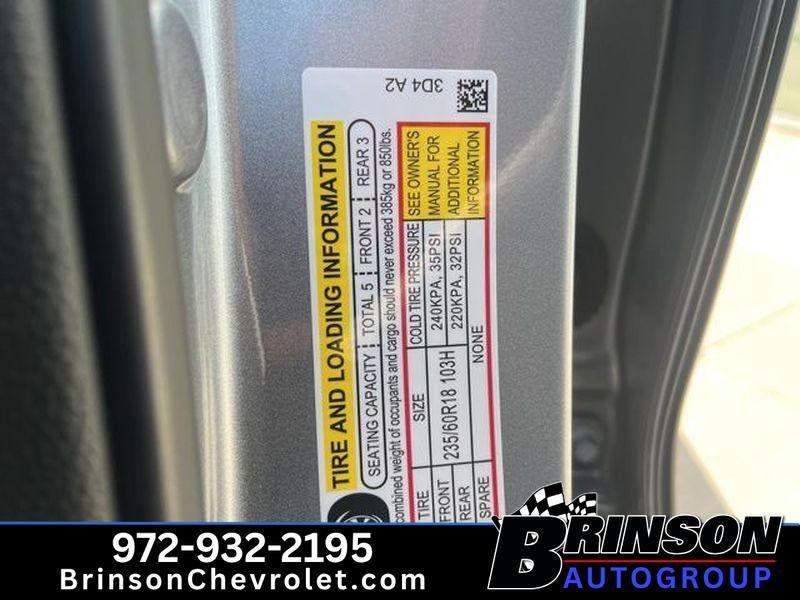 3D4 A2
TIRE AND LOADING INFORMATION
SEATING CAPACITY TOTAL 5 FRONT 2 REAR 3
combined weight of occupants and cargo should never exceed 385kg or 850lbs.
TIRE SIZE COLD TIRE PRESSURE SEE OWNER'S
FRONT 235/60R18 103H 240KPA, 35PSI MANUAL FOR
REAR 220KPA, 32PSI ADDITIONAL
SPARE NONE INFORMATION
972-932-2195
BrinsonChevrolet.com
BRINSON
AUTOGROUP